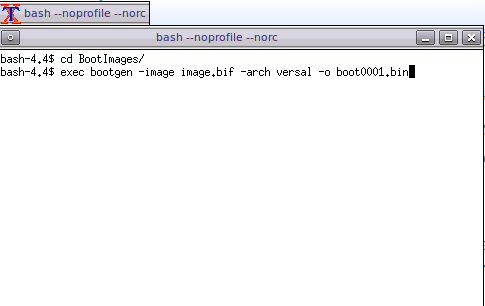 bash --noprofile --norc
bash --noprofile --norc
bash-4.4$ cd BootImages/
bash-4.4$ exec bootgen -image image.bif -arch versal -o boot0001.bin